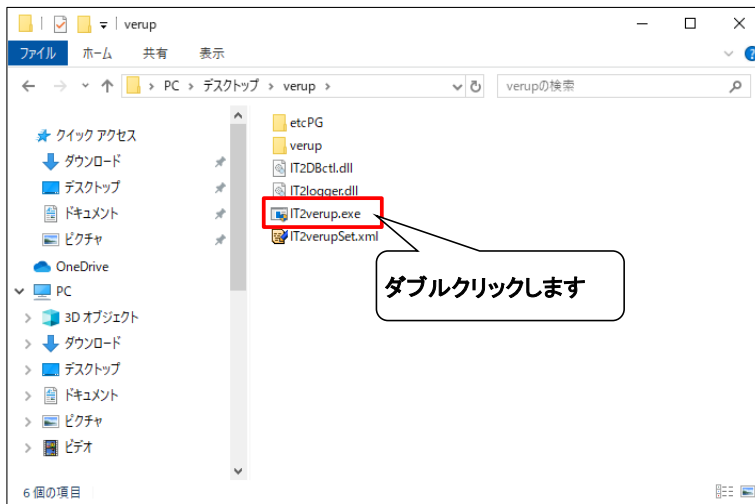 verup
ファイル ホーム 共有 表示
PC > デスクトップ > verup >
verupの検索
クイック アクセス
ダウンロード
デスクトップ
ドキュメント
ピクチャ
OneDrive
PC
3D オブジェクト
ダウンロード
デスクトップ
ドキュメント
ピクチャ
ビデオ
etcPG
verup
IT2DBctl.dll
IT2logger.dll
IT2verup.exe
IT2verupSet.xml
ダブルクリックします
6 個の項目